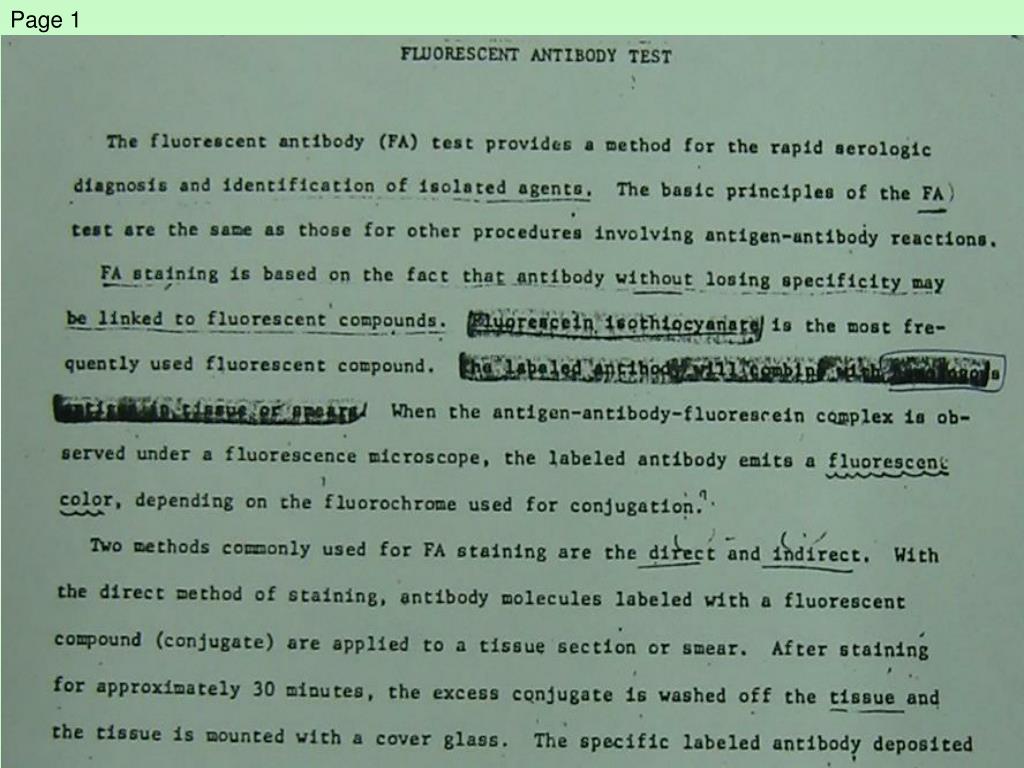 Page 1
FLUORESCENT ANTIBODY TEST
The fluorescent antibody (FA) test provides a method for the rapid serologic
diagnosis and identification of isolated agents. The basic principles of the FA)
test are the same as those for other procedures involving antigen-antibody reactions.
FA staining is based on the fact that antibody without losing specificity may
be linked to fluorescent compounds. Fluorescein isothiocyanate is the most fre-
quently used fluorescent compound. The labeled antibody will combine with
antigen in tissue or smears. When the antigen-antibody-fluorescein complex is ob-
served under a fluorescence microscope, the labeled antibody emits a fluorescent
color, depending on the fluorochrome used for conjugation.
Two methods commonly used for FA staining are the direct and indirect. With
the direct method of staining, antibody molecules labeled with a fluorescent
compound (conjugate) are applied to a tissue section or smear. After staining
for approximately 30 minutes, the excess conjugate is washed off the tissue and
the tissue is mounted with a cover glass. The specific labeled antibody deposited